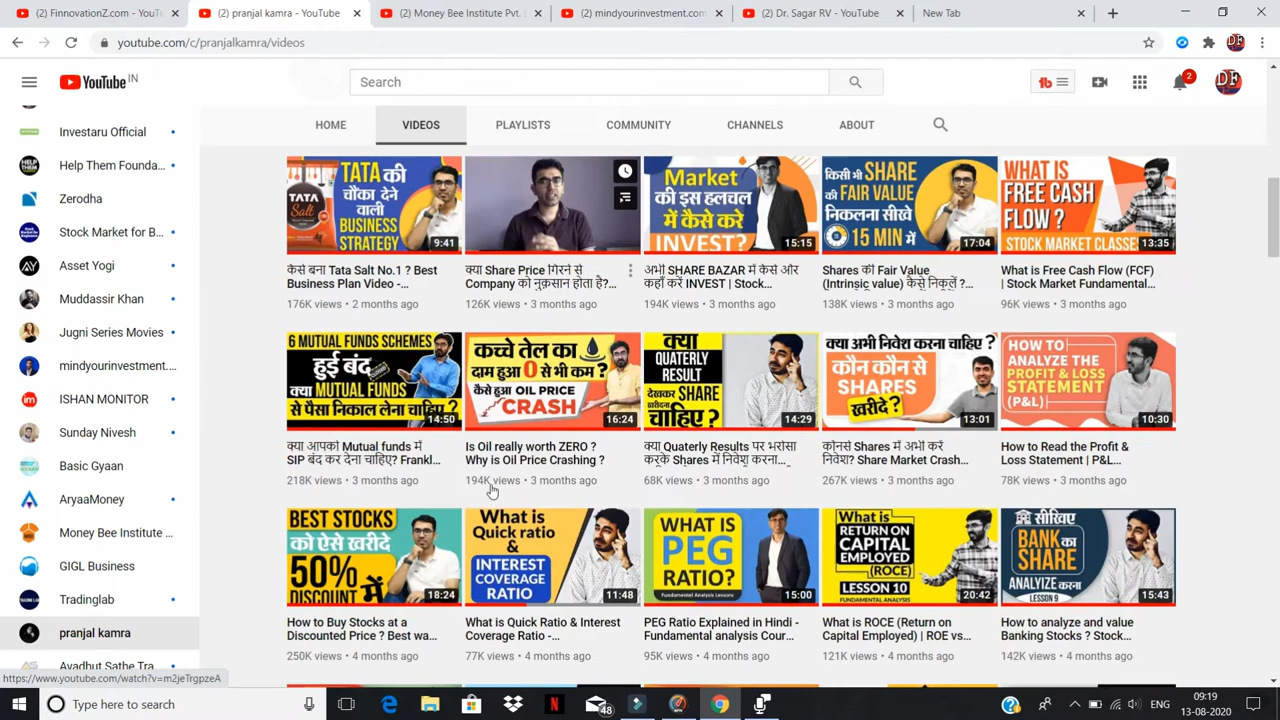 (2) FinnovationZ.com - YouT
(2) pranjal kamra - YouTube
(2) Money Bee Institute Pvt. L
(2) mindyourinvestment.com
(2) Dr. Sagar RV - YouTube
New Tab
youtube.com/c/pranjalkamra/videos
YouTube IN
Search
2
DF
HOME
VIDEOS
PLAYLISTS
COMMUNITY
CHANNELS
ABOUT
Investaru Official
Help Them Founda...
Zerodha
Stock Market for B...
Asset Yogi
Muddassir Khan
Jugni Series Movies
mindyourinvestment....
ISHAN MONITOR
Sunday Nivesh
Basic Gyaan
AryaaMoney
Money Bee Institute ...
GIGL Business
Tradinglab
pranjal kamra
Avadhut Sathe Tra...
TATA की
चौंका देने
वाली
BUSINESS
STRATEGY
TATA
Salt
9:41
कैसे बना Tata Salt No.1 ? Best
Business Plan Video -...
176K views • 2 months ago
क्या Share Price गिरने से
Company को नुक़सान होता है?...
126K views • 3 months ago
Market
की इस हलचल
में कैसे करें
INVEST?
15:15
अभी SHARE BAZAR में कैसे और
कहाँ करें INVEST | Stock...
194K views • 3 months ago
किसी भी SHARE
की FAIR VALUE
निकलना सीखे
15 MIN में
17:04
Shares की Fair Value
(Intrinsic value) कैसे निकलें ?...
138K views • 3 months ago
WHAT IS
FREE CASH
FLOW ?
STOCK MARKET CLASSES
13:35
What is Free Cash Flow (FCF)
| Stock Market Fundamental...
96K views • 3 months ago
6 MUTUAL FUNDS SCHEMES
हुई बंद
क्या MUTUAL FUNDS
से पैसा निकाल लेना चाहिए?
14:50
क्या आपको Mutual funds में
SIP बंद कर देना चाहिए? Frankl...
218K views • 3 months ago
कच्चे तेल का
दाम हुआ 0 से भी कम ?
कैसे हुआ OIL PRICE
CRASH
16:24
Is Oil really worth ZERO ?
Why is Oil Price Crashing ?
194K views • 3 months ago
क्या
QUATERLY
RESULT
देखकर SHARE
खरीदना
चाहिए ?
14:29
क्या Quaterly Results पर भरोसा
करके Shares में निवेश करना...
68K views • 3 months ago
क्या अभी निवेश करना चाहिए ?
कौन कौन से
SHARES
खरीदे ?
13:01
कौनसे Shares में अभी करें
निवेश? Share Market Crash...
267K views • 3 months ago
HOW TO
ANALYZE THE
PROFIT & LOSS
STATEMENT
(P&L)
10:30
How to Read the Profit &
Loss Statement | P&L...
78K views • 3 months ago
BEST STOCKS
को ऐसे खरीदे
50%
DISCOUNT में
18:24
How to Buy Stocks at a
Discounted Price ? Best wa...
250K views • 3 months ago
What is
Quick ratio
&
INTEREST
COVERAGE
RATIO
11:48
What is Quick Ratio & Interest
Coverage Ratio -...
77K views • 4 months ago
WHAT IS
PEG
RATIO?
Fundamental Analysis Lessons
15:00
PEG Ratio Explained in Hindi -
Fundamental analysis Cour...
95K views • 4 months ago
What is
RETURN ON
CAPITAL
EMPLOYED
(ROCE)
LESSON 10
FUNDAMENTAL ANALYSIS
20:42
What is ROCE (Return on
Capital Employed) | ROE vs...
121K views • 4 months ago
सीखिए
BANK का
SHARE
ANALYZE करना
LESSON 9
15:43
How to analyze and value
Banking Stocks ? Stock...
142K views • 4 months ago
https://www.youtube.com/watch?v=m2jeTrgpzeA
Type here to search
48
ENG
09:19
13-08-2020